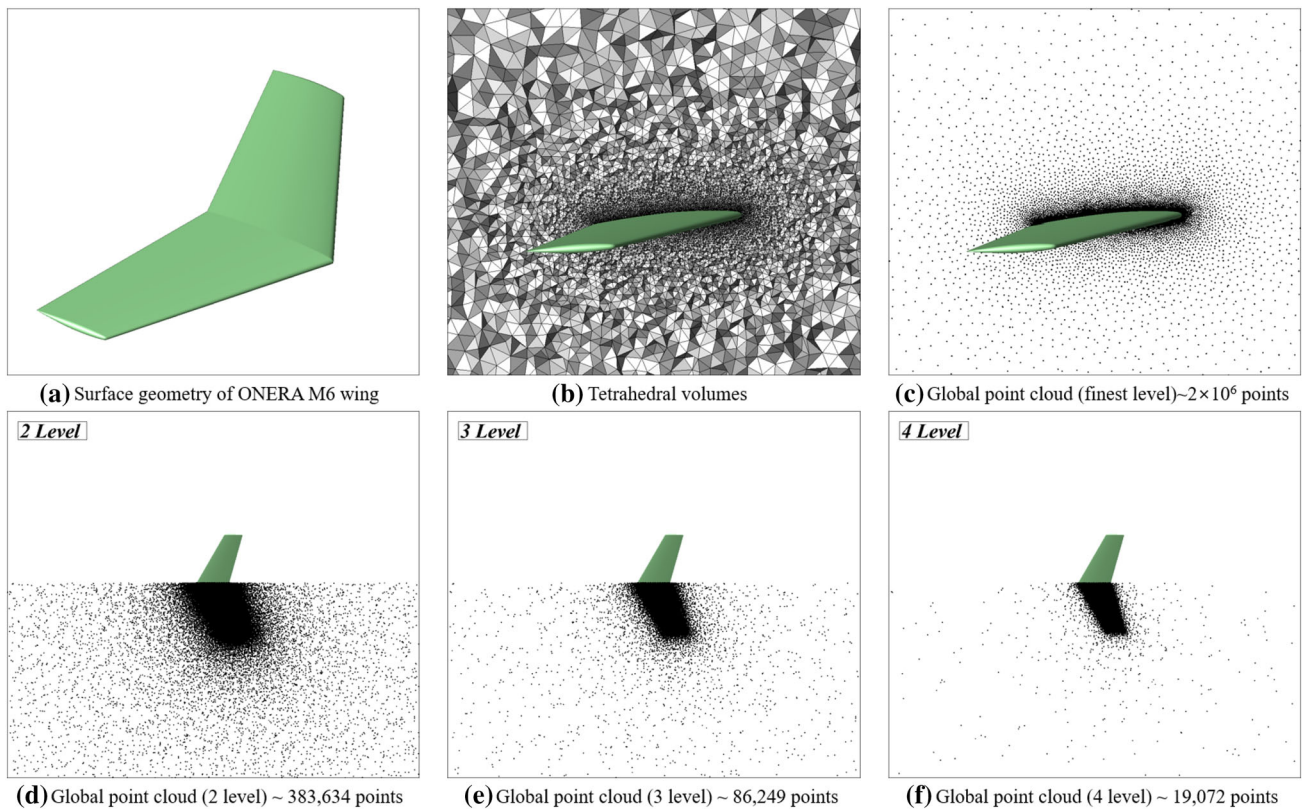 (a) Surface geometry of ONERA M6 wing
(b) Tetrahedral volumes
(c) Global point cloud (finest level)~2×10⁶ points
2 Level
3 Level
4 Level
(d) Global point cloud (2 level) ~ 383,634 points
(e) Global point cloud (3 level) ~ 86,249 points
(f) Global point cloud (4 level) ~ 19,072 points